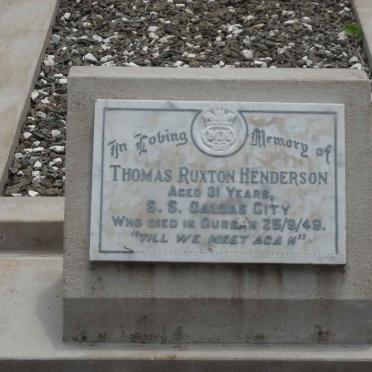 In Loving Memory of
THOMAS RUXTON HENDERSON
AGED 31 YEARS,
S. S. DALGAS CITY
WHO DIED IN DURBAN 25/9/49.
"TILL WE MEET AGAIN"